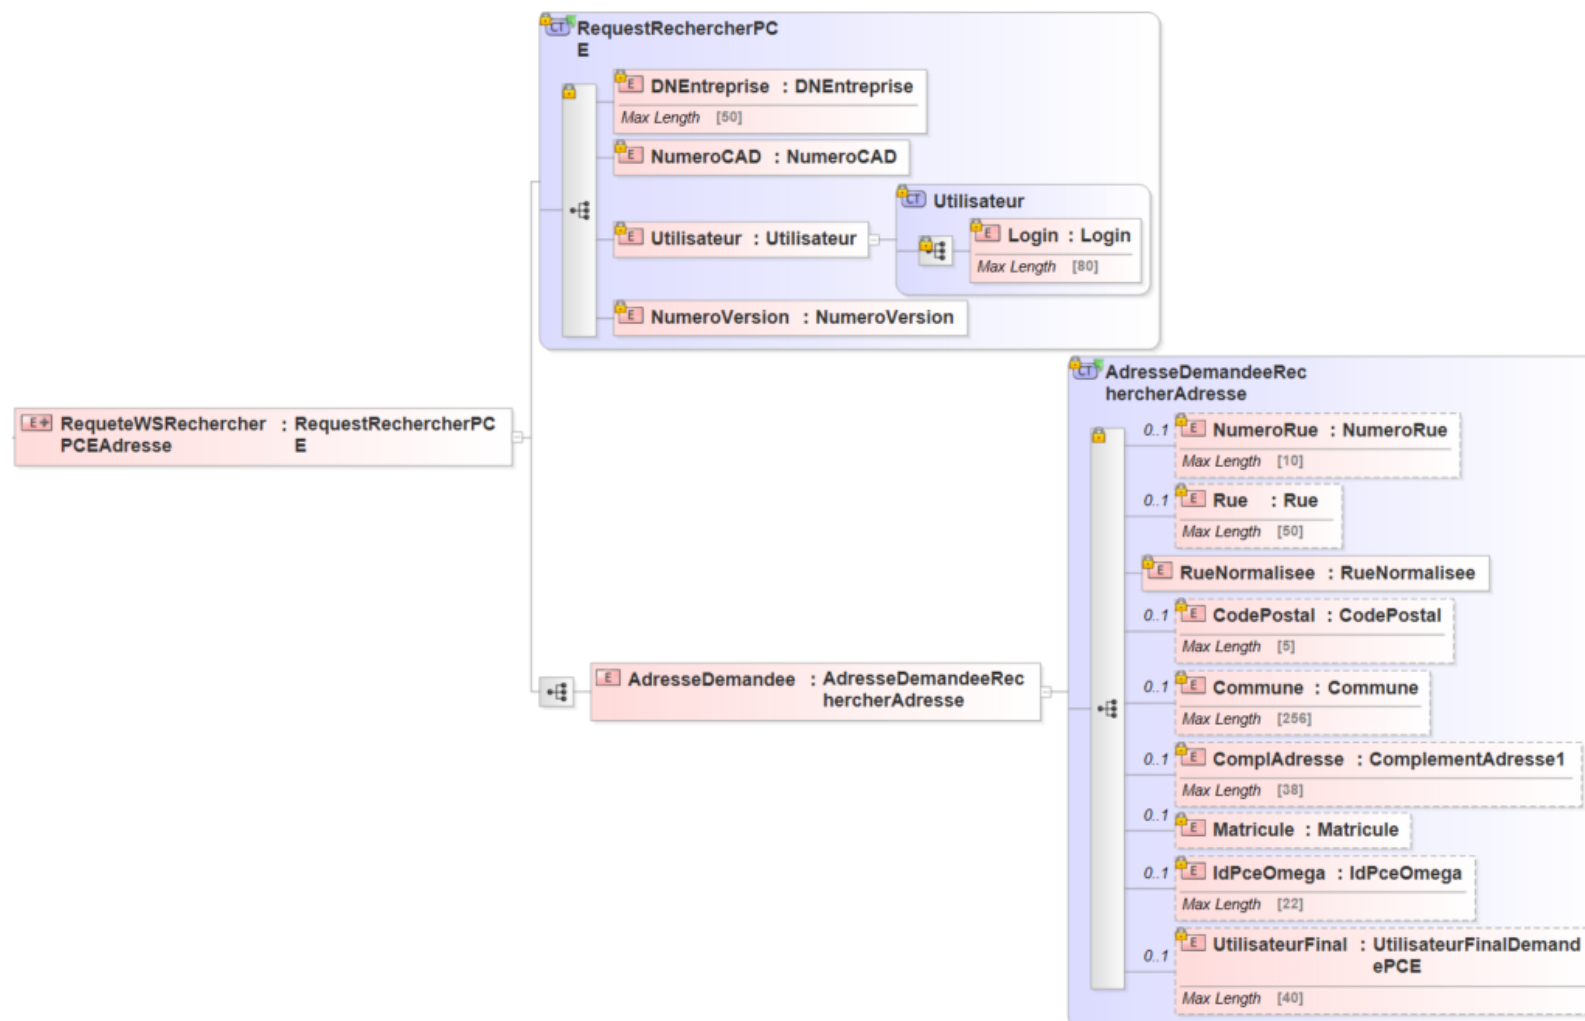 CT RequestRechercherPC
E
E DNEntreprise : DNEntreprise
Max Length [50]
E NumeroCAD : NumeroCAD
CT Utilisateur
E Utilisateur : Utilisateur
E Login : Login
Max Length [80]
E NumeroVersion : NumeroVersion
CT AdresseDemandeeRec
hercherAdresse
E RequeteWSRechercher : RequestRechercherPC
PCEAdresse E
0..1 E NumeroRue : NumeroRue
Max Length [10]
0..1 E Rue : Rue
Max Length [50]
E RueNormalisee : RueNormalisee
0..1 E CodePostal : CodePostal
Max Length [5]
E AdresseDemandee : AdresseDemandeeRec
hercherAdresse
0..1 E Commune : Commune
Max Length [256]
0..1 E ComplAdresse : ComplementAdresse1
Max Length [38]
0..1 E Matricule : Matricule
0..1 E IdPceOmega : IdPceOmega
Max Length [22]
0..1 E UtilisateurFinal : UtilisateurFinalDemand
ePCE
Max Length [40]